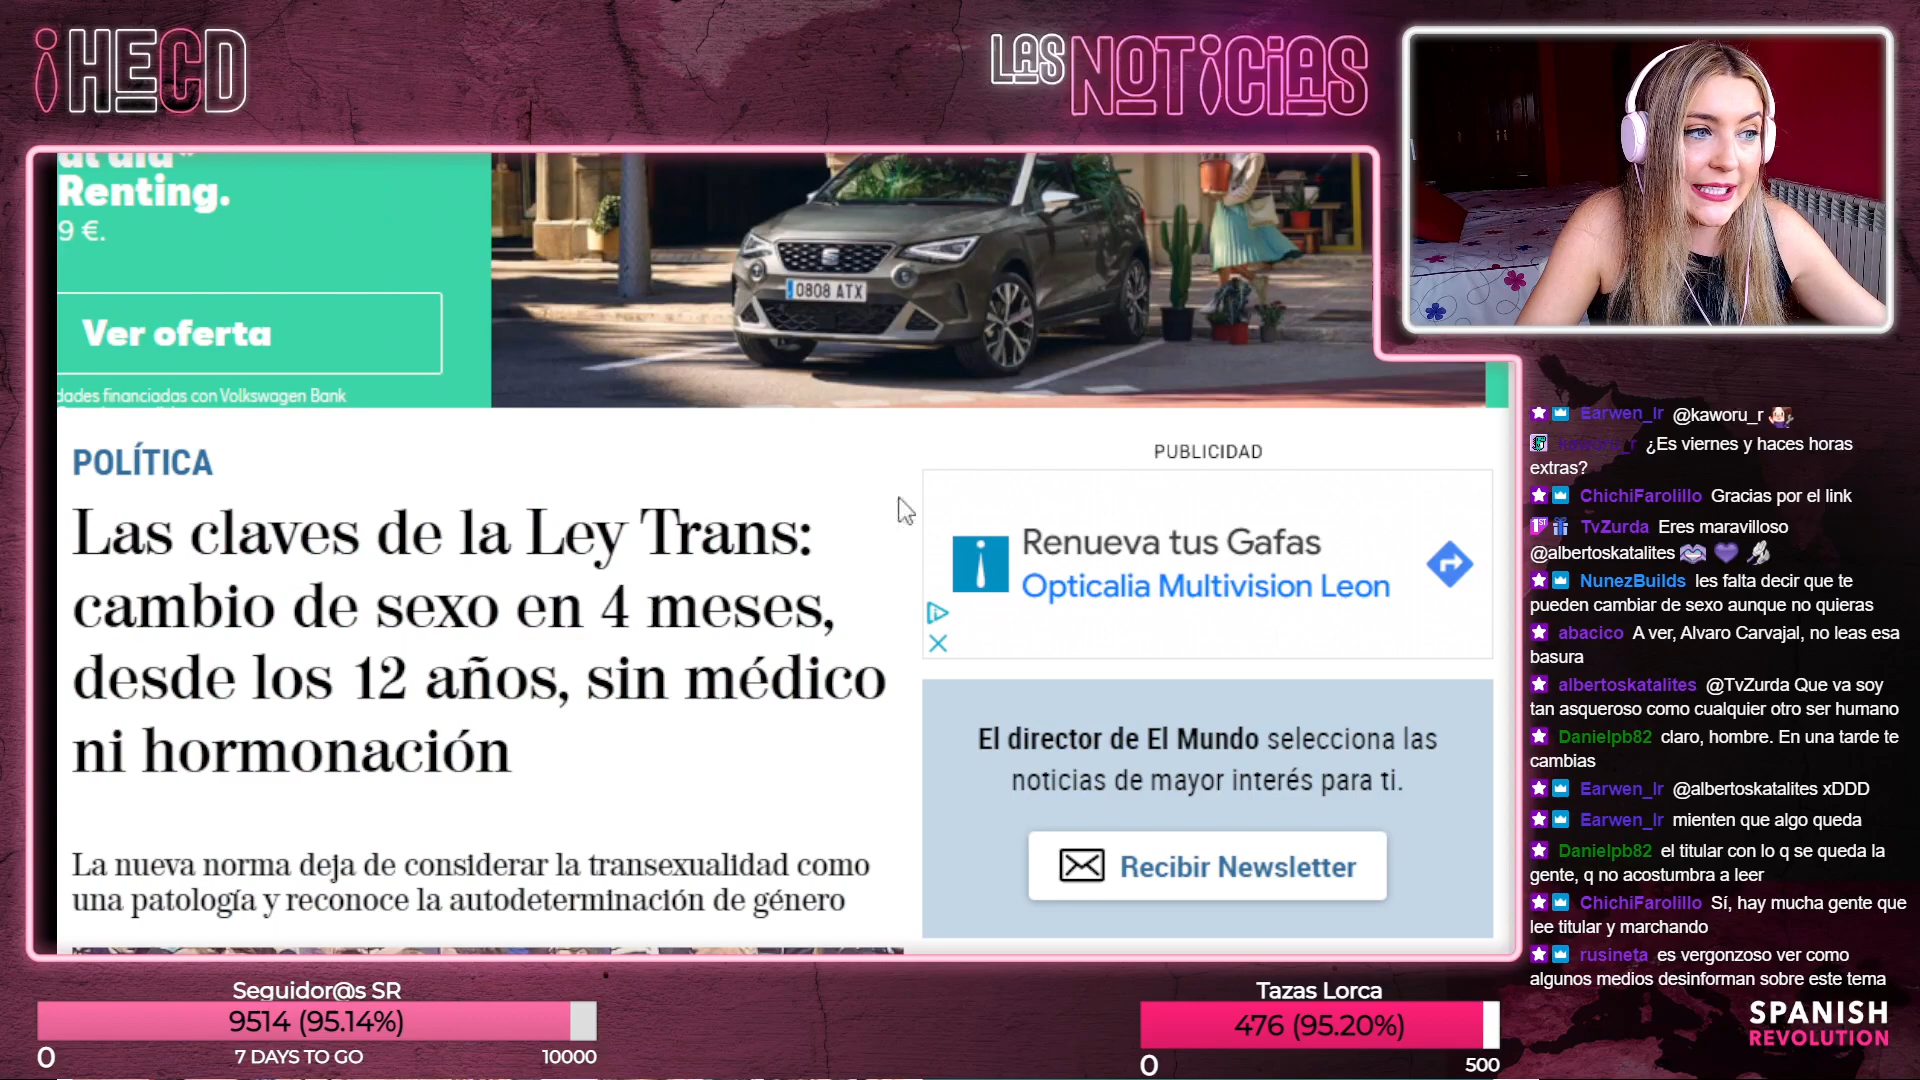 ¡HECD
LAS NOTICIAS
al día"
Renting.
9 €.
Ver oferta
dades financiadas con Volkswagen Bank
0808 ATX
POLÍTICA
Las claves de la Ley Trans:
cambio de sexo en 4 meses,
desde los 12 años, sin médico
ni hormonación
La nueva norma deja de considerar la transexualidad como
una patología y reconoce la autodeterminación de género
PUBLICIDAD
Renueva tus Gafas
Opticalia Multivision Leon
El director de El Mundo selecciona las
noticias de mayor interés para ti.
Recibir Newsletter
Earwen_lr @kaworu_r
kaworu_r ¿Es viernes y haces horas
extras?
ChichiFarolillo Gracias por el link
1ST TvZurda Eres maravilloso
@albertoskatalites
NunezBuilds les falta decir que te
pueden cambiar de sexo aunque no quieras
abacico A ver, Alvaro Carvajal, no leas esa
basura
albertoskatalites @TvZurda Que va soy
tan asqueroso como cualquier otro ser humano
Danielpb82 claro, hombre. En una tarde te
cambias
Earwen_lr @albertoskatalites xDDD
Earwen_lr mienten que algo queda
Danielpb82 el titular con lo q se queda la
gente, q no acostumbra a leer
ChichiFarolillo Sí, hay mucha gente que
lee titular y marchando
rusineta es vergonzoso ver como
algunos medios desinforman sobre este tema
Seguidor@s SR
9514 (95.14%)
0 7 DAYS TO GO 10000
Tazas Lorca
476 (95.20%)
0 500
SPANISH
REVOLUTION